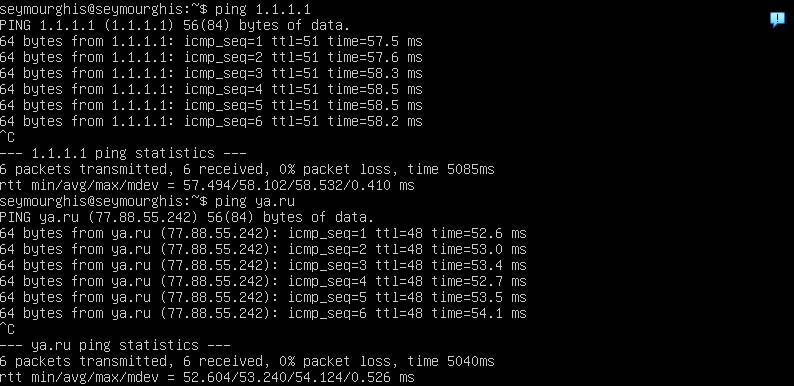 seymourghis@seymourghis:~$ ping 1.1.1.1
PING 1.1.1.1 (1.1.1.1) 56(84) bytes of data.
64 bytes from 1.1.1.1: icmp_seq=1 ttl=51 time=57.5 ms
64 bytes from 1.1.1.1: icmp_seq=2 ttl=51 time=57.6 ms
64 bytes from 1.1.1.1: icmp_seq=3 ttl=51 time=58.3 ms
64 bytes from 1.1.1.1: icmp_seq=4 ttl=51 time=58.5 ms
64 bytes from 1.1.1.1: icmp_seq=5 ttl=51 time=58.5 ms
64 bytes from 1.1.1.1: icmp_seq=6 ttl=51 time=58.2 ms
^C
--- 1.1.1.1 ping statistics ---
6 packets transmitted, 6 received, 0% packet loss, time 5085ms
rtt min/avg/max/mdev = 57.494/58.102/58.532/0.410 ms
seymourghis@seymourghis:~$ ping ya.ru
PING ya.ru (77.88.55.242) 56(84) bytes of data.
64 bytes from ya.ru (77.88.55.242): icmp_seq=1 ttl=48 time=52.6 ms
64 bytes from ya.ru (77.88.55.242): icmp_seq=2 ttl=48 time=53.0 ms
64 bytes from ya.ru (77.88.55.242): icmp_seq=3 ttl=48 time=53.4 ms
64 bytes from ya.ru (77.88.55.242): icmp_seq=4 ttl=48 time=52.7 ms
64 bytes from ya.ru (77.88.55.242): icmp_seq=5 ttl=48 time=53.5 ms
64 bytes from ya.ru (77.88.55.242): icmp_seq=6 ttl=48 time=54.1 ms
^C
--- ya.ru ping statistics ---
6 packets transmitted, 6 received, 0% packet loss, time 5040ms
rtt min/avg/max/mdev = 52.604/53.240/54.124/0.526 ms